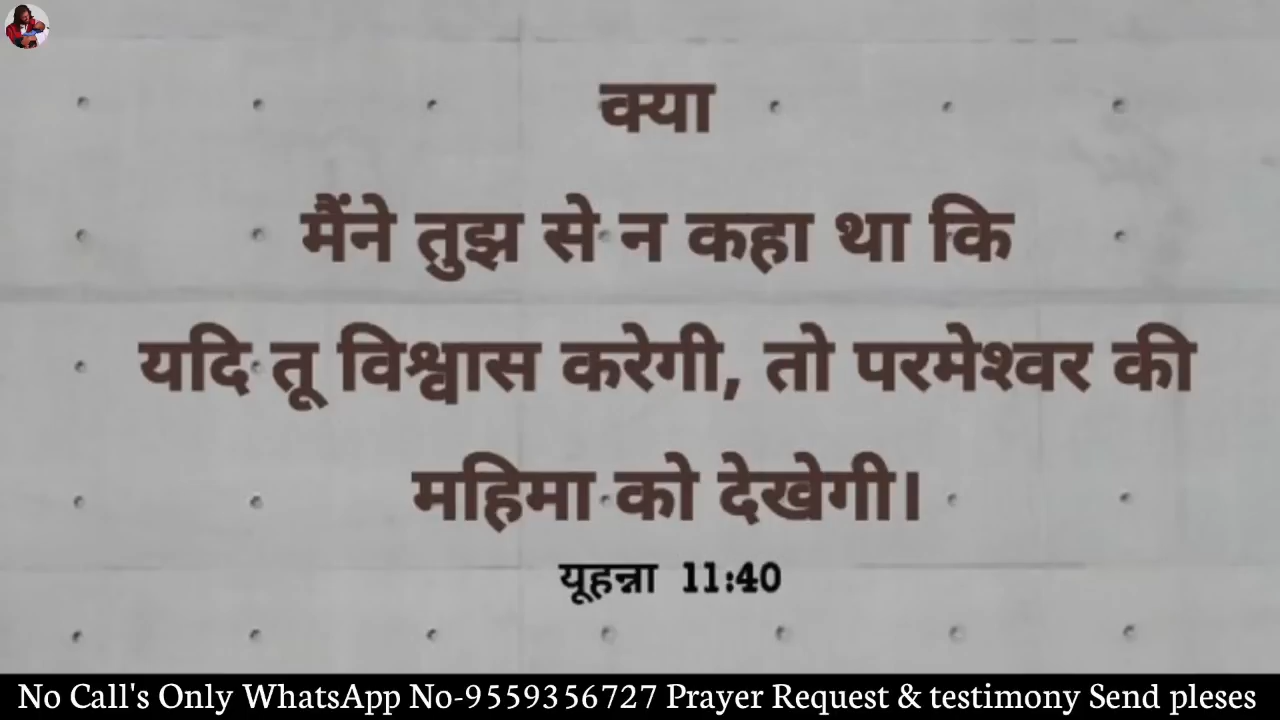 क्या
मैंने तुझ से न कहा था कि
यदि तू विश्वास करेगी, तो परमेश्वर की
महिमा को देखेगी।
यूहन्ना 11:40
No Call's Only WhatsApp No-9559356727 Prayer Request & testimony Send pleses